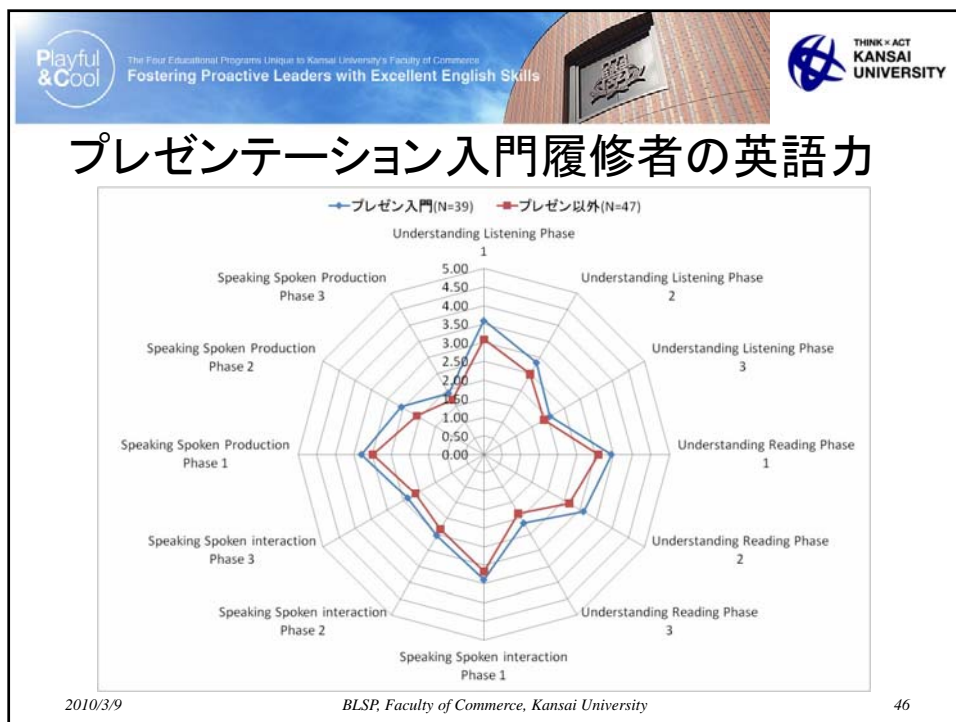 Playful
&Cool
The Four Educational Programs Unique to Kansai University's Faculty of Commerce
Fostering Proactive Leaders with Excellent English Skills
THINK × ACT
KANSAI
UNIVERSITY
プレゼンテーション入門履修者の英語力
プレゼン入門(N=39) プレゼン以外(N=47)
Understanding Listening Phase
1
Understanding Listening Phase
2
Understanding Listening Phase
3
Understanding Reading Phase
1
Understanding Reading Phase
2
Understanding Reading Phase
3
Speaking Spoken interaction
Phase 1
Speaking Spoken interaction
Phase 2
Speaking Spoken interaction
Phase 3
Speaking Spoken Production
Phase 1
Speaking Spoken Production
Phase 2
Speaking Spoken Production
Phase 3
5.00
4.50
4.00
3.50
3.00
2.50
2.00
1.50
1.00
0.50
0.00
2010/3/9 BLSP, Faculty of Commerce, Kansai University 46